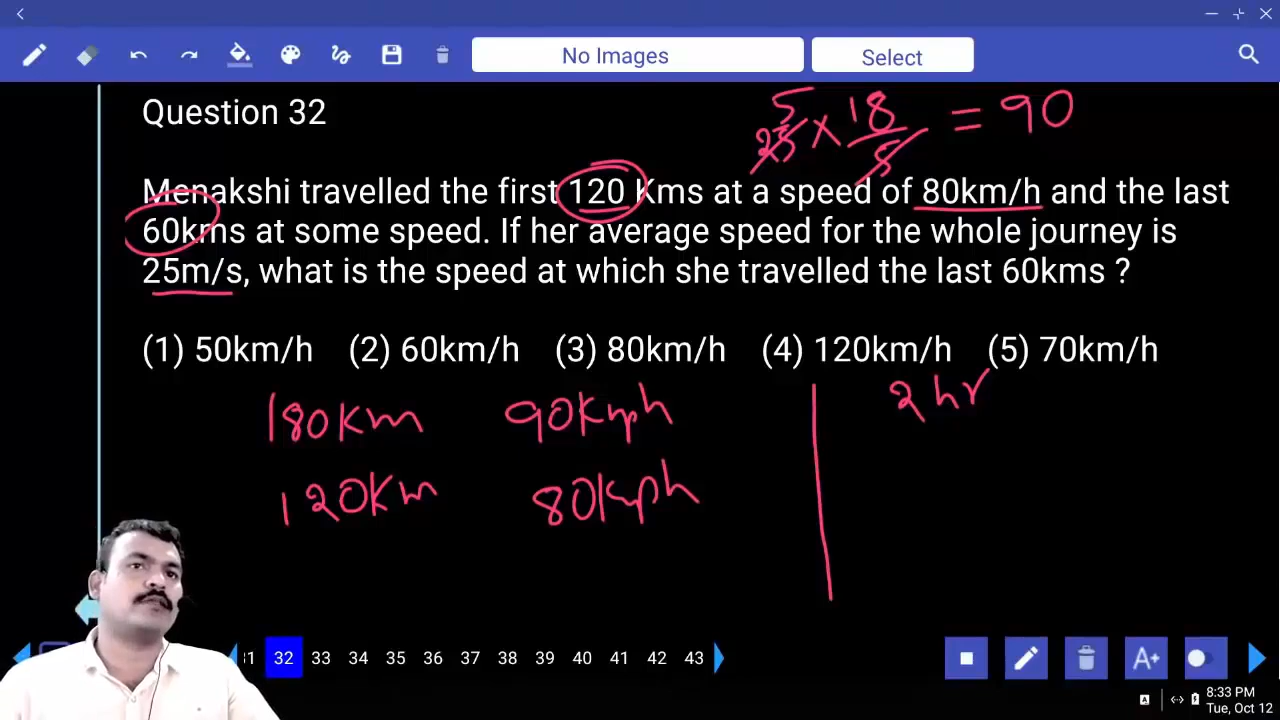 No Images
Select
Question 32
25 5 × 18/5 = 90
Menakshi travelled the first 120 Kms at a speed of 80km/h and the last
60kms at some speed. If her average speed for the whole journey is
25m/s, what is the speed at which she travelled the last 60kms ?
(1) 50km/h (2) 60km/h (3) 80km/h (4) 120km/h (5) 70km/h
180Km 90Kmph 2 hr
120Km 80Kmph
31 32 33 34 35 36 37 38 39 40 41 42 43
A+
A
8:33 PM
Tue, Oct 12